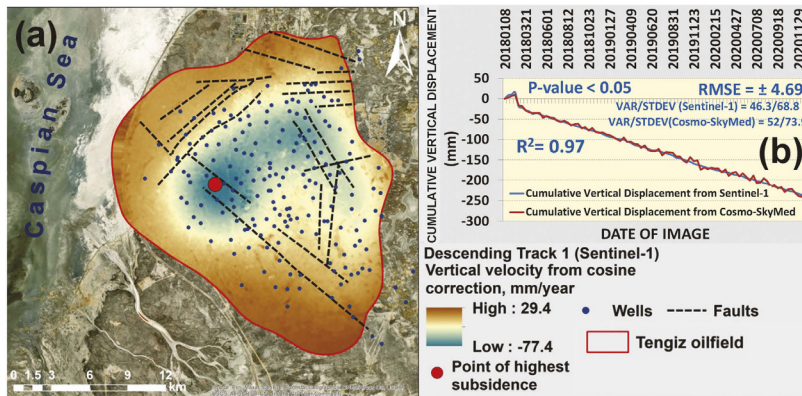 (a)
N
Caspian Sea
0 1.5 3 6 9 12
km
20180108
20180321
20180601
20180812
20181023
20190127
20190409
20190620
20190831
20191123
20200215
20200427
20200708
20200918
20201129
CUMULATIVE VERTICAL DISPLACEMENT
(mm)
50
0
-50
-100
-150
-200
-250
-300
P-value < 0.05
RMSE = ± 4.69
VAR/STDEV (Sentinel-1) = 46.3/68.8
VAR/STDEV(Cosmo-SkyMed) = 52/73.9
R²= 0.97
(b)
Cumulative Vertical Displacement from Sentinel-1
Cumulative Vertical Displacement from Cosmo-SkyMed
DATE OF IMAGE
Descending Track 1 (Sentinel-1)
Vertical velocity from cosine
correction, mm/year
High : 29.4
Low : -77.4
Wells
Faults
Tengiz oilfield
Point of highest
subsidence